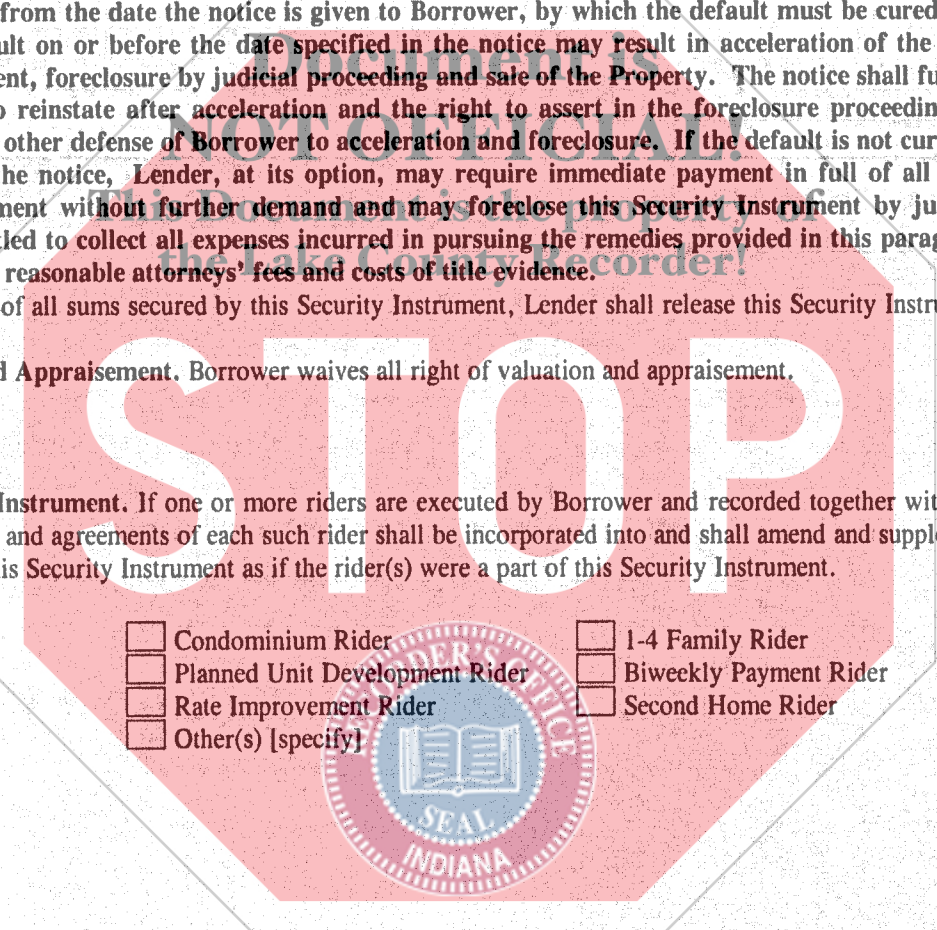 from the date the notice is given to Borrower, by which the default must be cured
ult on or before the date specified in the notice may result in acceleration of the
ent, foreclosure by judicial proceeding and sale of the Property. The notice shall fu
o reinstate after acceleration and the right to assert in the foreclosure proceedin
other defense of Borrower to acceleration and foreclosure. If the default is not cur
he notice, Lender, at its option, may require immediate payment in full of all
ment without further demand and may foreclose this Security Instrument by ju
led to collect all expenses incurred in pursuing the remedies provided in this parag
reasonable attorneys' fees and costs of title evidence.
of all sums secured by this Security Instrument, Lender shall release this Security Instru
d Appraisement. Borrower waives all right of valuation and appraisement.
Instrument. If one or more riders are executed by Borrower and recorded together wit
and agreements of each such rider shall be incorporated into and shall amend and supple
is Security Instrument as if the rider(s) were a part of this Security Instrument.
Condominium Rider
1-4 Family Rider
Planned Unit Development Rider
Biweekly Payment Rider
Rate Improvement Rider
Second Home Rider
Other(s) [specify]
Document is
NOT OFFICIAL!
This Document is the property of
the Lake County Recorder!
STOP
RECORDER'S OFFICE
SEAL
INDIANA